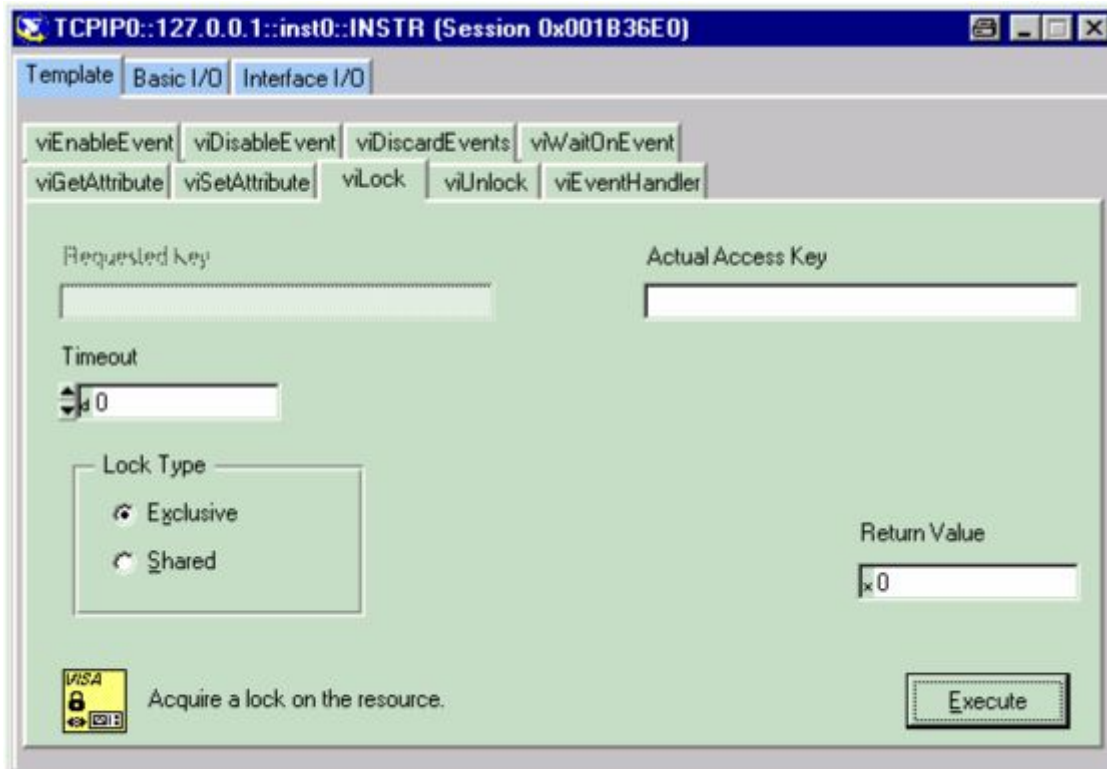 TCPIP0::127.0.0.1::inst0::INSTR (Session 0x001B36E0)
Template Basic I/O Interface I/O
viEnableEvent viDisableEvent viDiscardEvents viWaitOnEvent
viGetAttribute viSetAttribute viLock viUnlock viEventHandler
Requested Key Actual Access Key
Timeout
d 0
Lock Type
Exclusive
Shared
Return Value
x 0
VISA
Acquire a lock on the resource.
Execute